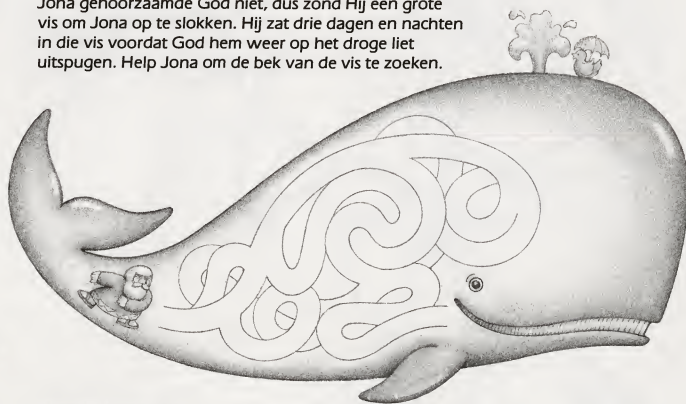 Jona gehoorzaamde God niet, dus zond Hij een grote
vis om Jona op te slokken. Hij zat drie dagen en nachten
in die vis voordat God hem weer op het droge liet
uitspugen. Help Jona om de bek van de vis te zoeken.